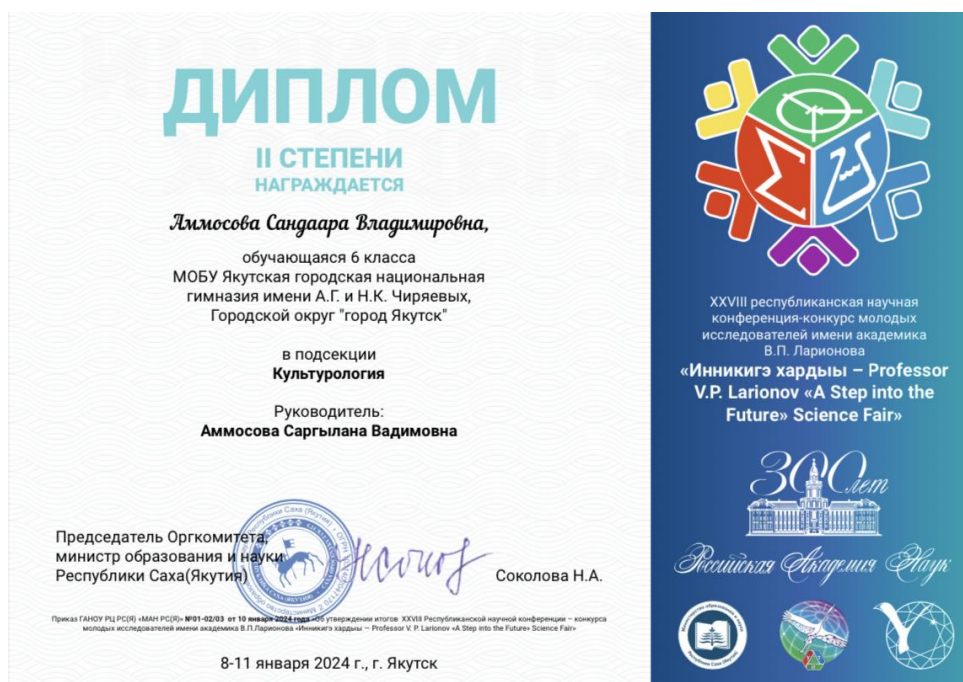 ДИПЛОМ
II СТЕПЕНИ
НАГРАЖДАЕТСЯ
Аммосова Сандаара Владимировна,
обучающаяся 6 класса
МОБУ Якутская городская национальная
гимназия имени А.Г. и Н.К. Чиряевых,
Городской округ "город Якутск"
в подсекции
Культурология
Руководитель:
Аммосова Саргылана Вадимовна
Председатель Оргкомитета,
министр образования и науки
Республики Саха(Якутия)
Соколова Н.А.
Приказ ГАНОУ РЦ РС(Я) «МАН РС(Я)» №01-02/03 от 10 января 2024 года «Об утверждении итогов XXVIII Республиканской научной конференции – конкурса
молодых исследователей имени академика В.П.Ларионова «Инникигэ хардыы — Professor V. P. Larionov «A Step into the Future» Science Fair»
8-11 января 2024 г., г. Якутск
XXVIII республиканская научная
конференция-конкурс молодых
исследователей имени академика
В.П. Ларионова
«Инникигэ хардыы – Professor
V.P. Larionov «A Step into the
Future» Science Fair»
300 лет
Российская Академия Наук